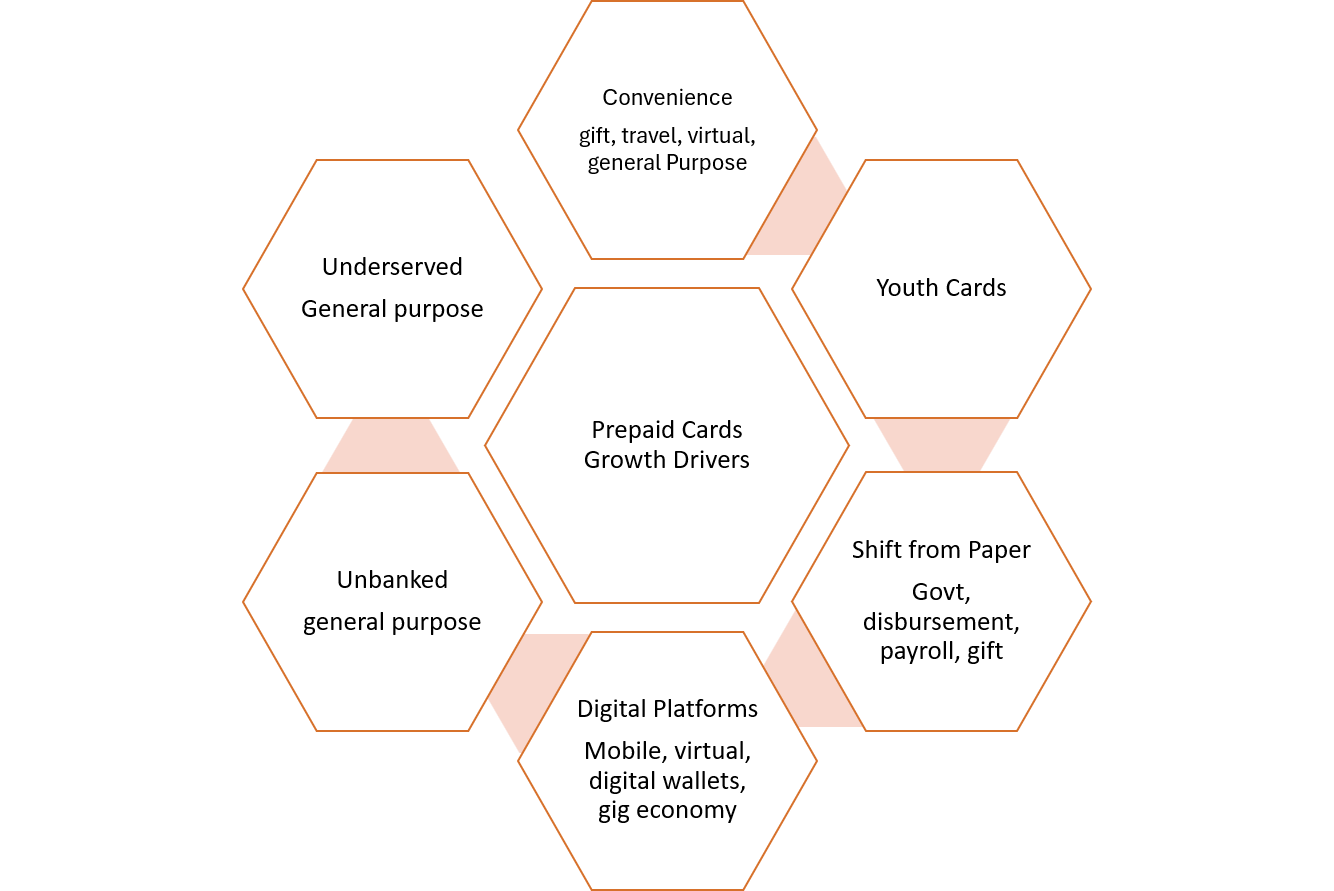 Convenience
gift, travel, virtual,
general Purpose
Underserved
General purpose
Youth Cards
Prepaid Cards
Growth Drivers
Unbanked
general purpose
Shift from Paper
Govt,
disbursement,
payroll, gift
Digital Platforms
Mobile, virtual,
digital wallets,
gig economy